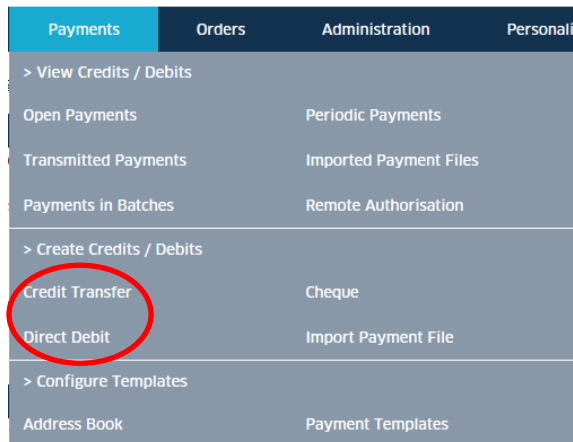 Payments Orders Administration
> View Credits / Debits
Open Payments Periodic Payments
Transmitted Payments Imported Payment Files
Payments in Batches Remote Authorisation
> Create Credits / Debits
Credit Transfer Cheque
Direct Debit Import Payment File
> Configure Templates
Address Book Payment Templates